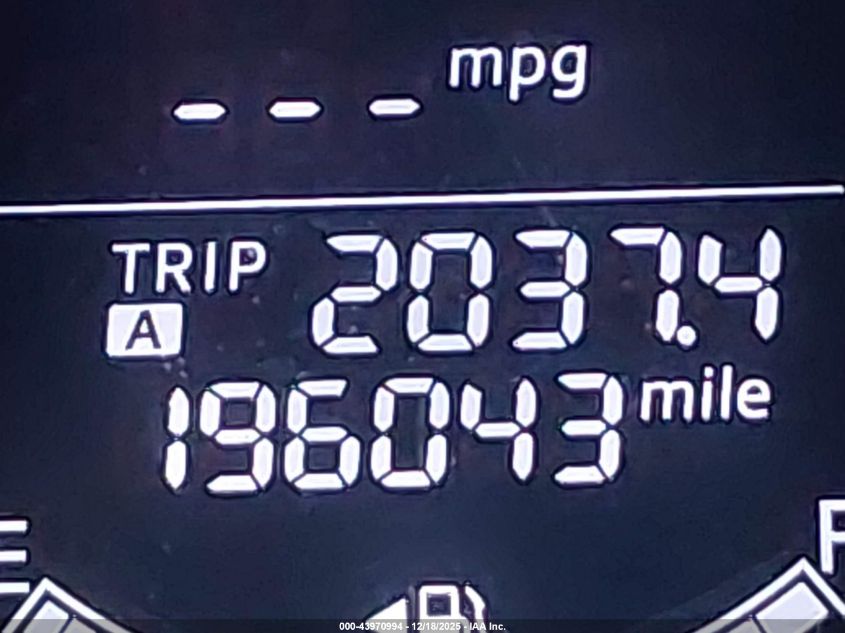 --- mpg
TRIP A 2037.4
196043 mile
E F
000-43970994 - 12/18/2025 - IAA Inc.